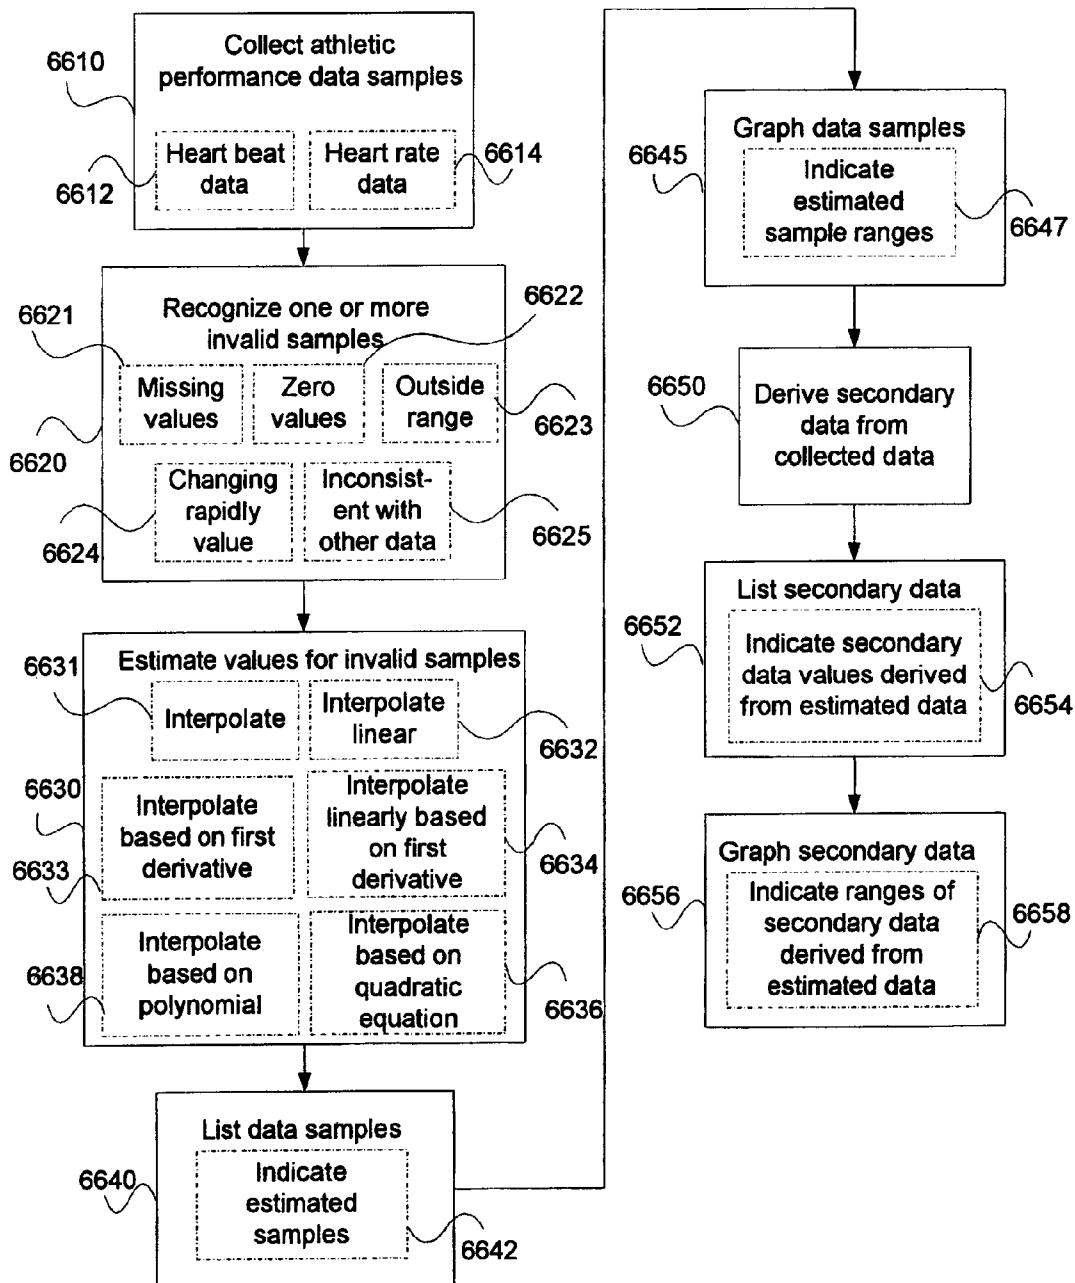 Collect athletic
performance data samples
6610
Heart beat
data
Heart rate
data
6614
6612
Recognize one or more
invalid samples
6621
6622
Missing
values
Zero
values
Outside
range
6623
6620
Changing
rapidly
value
Inconsist-
ent with
other data
6624
6625
Estimate values for invalid samples
6631
Interpolate
Interpolate
linear
6632
6630
Interpolate
based on first
derivative
Interpolate
linearly based
on first
derivative
6633
6634
Interpolate
based on
polynomial
Interpolate
based on
quadratic
equation
6638
6636
List data samples
6640
Indicate
estimated
samples
6642
Graph data samples
6645
Indicate
estimated
sample ranges
6647
6650
Derive secondary
data from
collected data
List secondary data
6652
Indicate secondary
data values derived
from estimated data
6654
Graph secondary data
6656
Indicate ranges of
secondary data
derived from
estimated data
6658